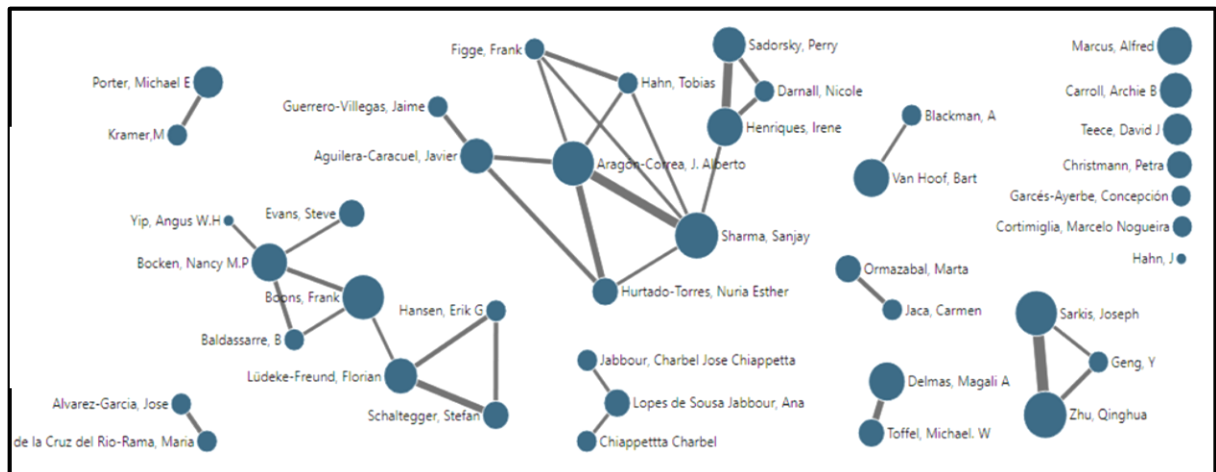 Figge, Frank
Sadorsky, Perry
Marcus, Alfred
Porter, Michael E
Hahn, Tobias
Darnall, Nicole
Carroll, Archie B
Guerrero-Villegas, Jaime
Blackman, A
Kramer,M
Henriques, Irene
Teece, David J
Aguilera-Caracuel, Javier
Aragón-Correa, J. Alberto
Christmann, Petra
Van Hoof, Bart
Garcés-Ayerbe, Concepción
Yip, Angus W.H
Evans, Steve
Cortimiglia, Marcelo Nogueira
Sharma, Sanjay
Hahn, J
Bocken, Nancy M.P
Ormazabal, Marta
Hurtado-Torres, Nuria Esther
Boons, Frank
Hansen, Erik G
Jaca, Carmen
Sarkis, Joseph
Baldassarre, B
Jabbour, Charbel Jose Chiappetta
Geng, Y
Lüdeke-Freund, Florian
Delmas, Magali A
Alvarez-Garcia, Jose
Lopes de Sousa Jabbour, Ana
Schaltegger, Stefan
Zhu, Qinghua
de la Cruz del Rio-Rama, Maria
Chiappettta Charbel
Toffel, Michael. W